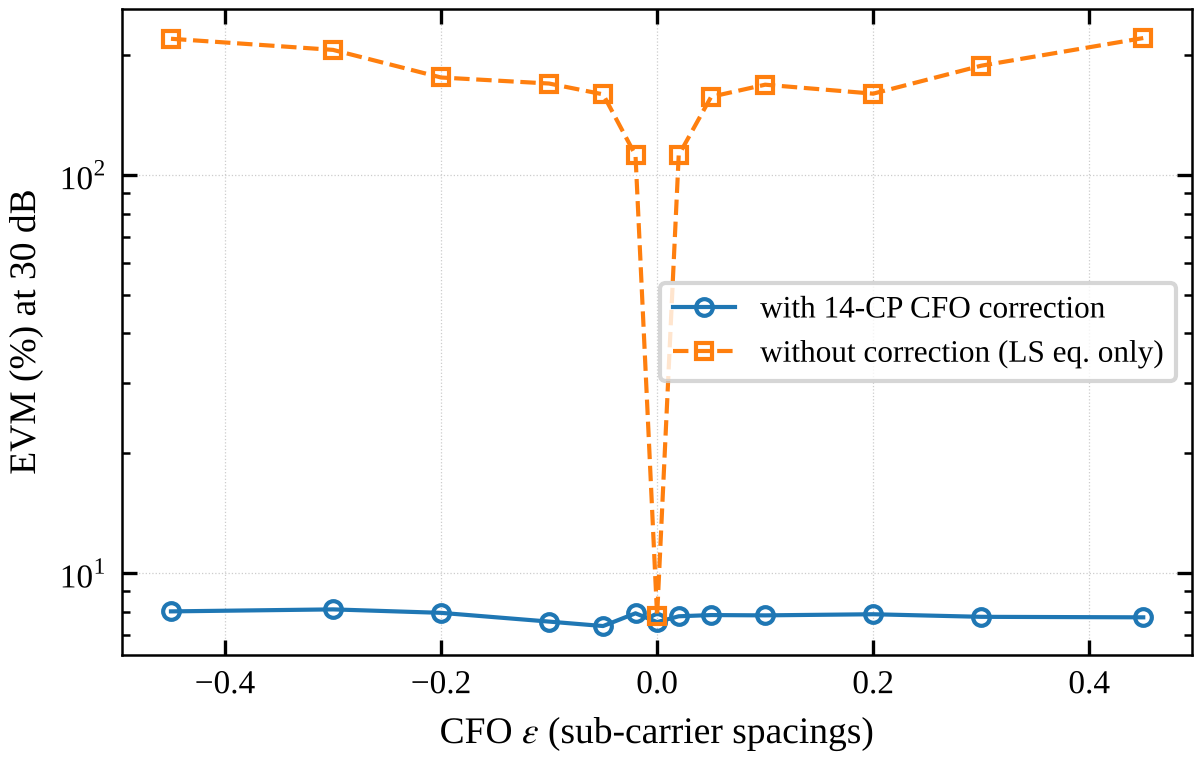 EVM (%) at 30 dB
10²
10¹
with 14-CP CFO correction
without correction (LS eq. only)
−0.4 −0.2 0.0 0.2 0.4
CFO ε (sub-carrier spacings)